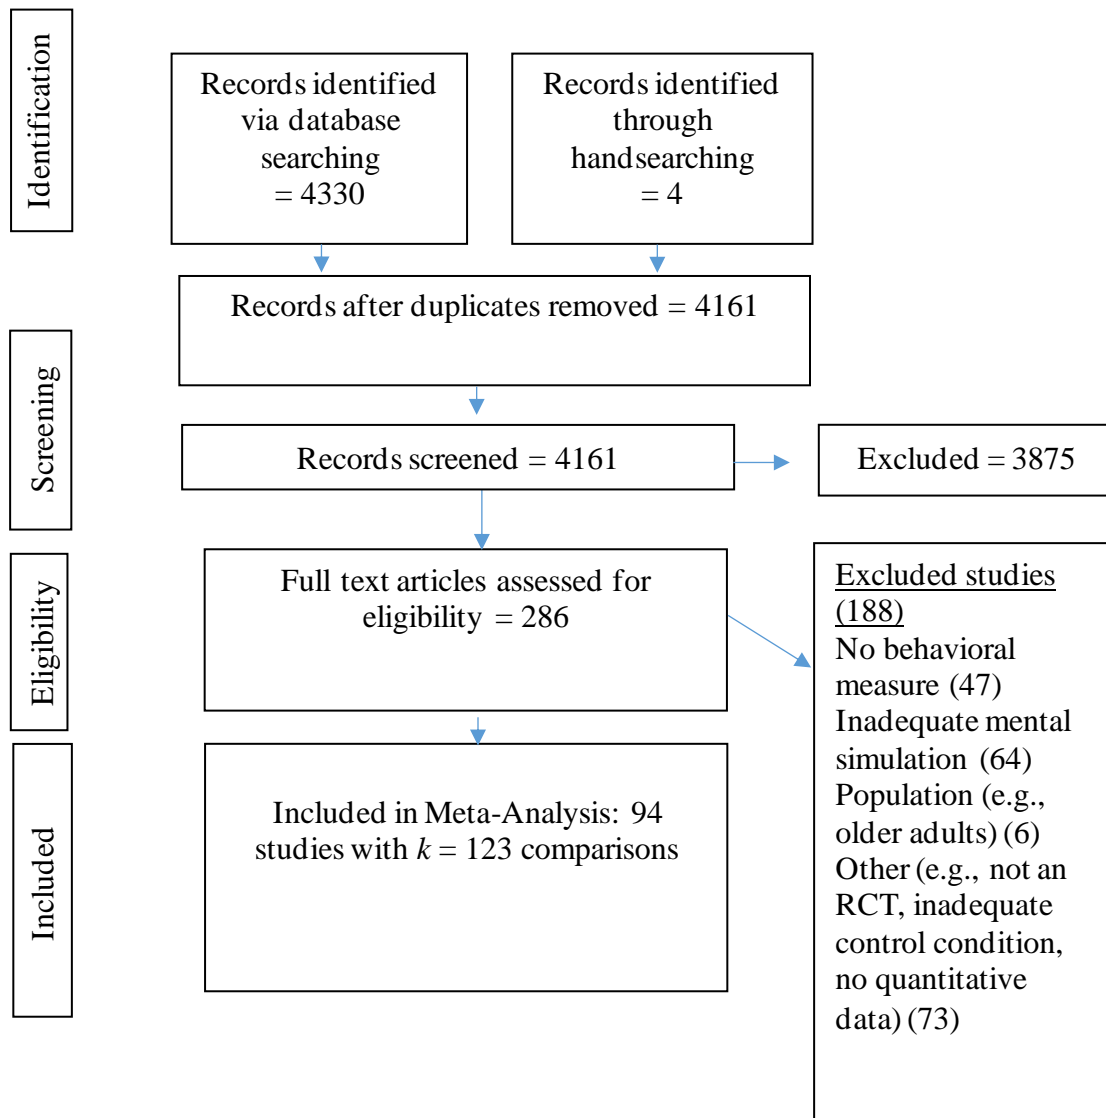 Identification
Records identified
via database
searching
= 4330
Records identified
through
handsearching
= 4
Records after duplicates removed = 4161
Screening
Records screened = 4161
Excluded = 3875
Eligibility
Full text articles assessed for
eligibility = 286
Excluded studies
(188)
No behavioral
measure (47)
Inadequate mental
simulation (64)
Population (e.g.,
older adults) (6)
Other (e.g., not an
RCT, inadequate
control condition,
no quantitative
data) (73)
Included
Included in Meta-Analysis: 94
studies with k = 123 comparisons